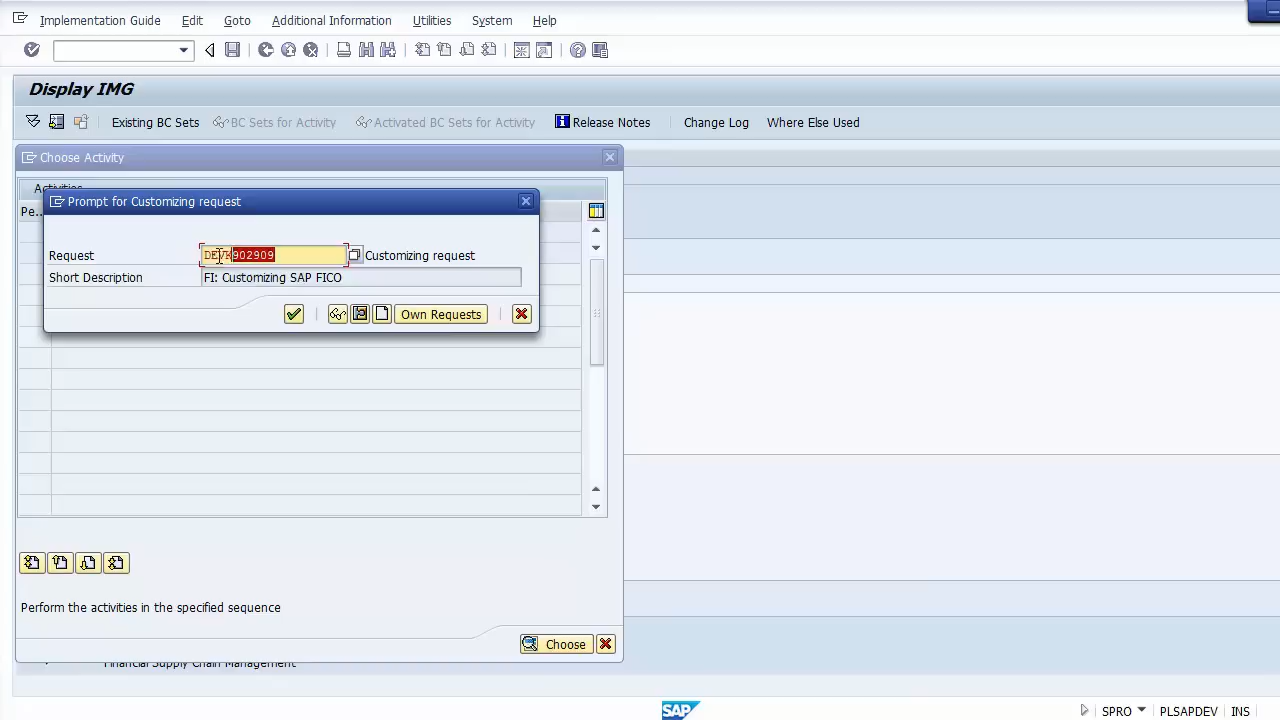 Implementation Guide Edit Goto Additional Information Utilities System Help
Display IMG
Existing BC Sets BC Sets for Activity Activated BC Sets for Activity Release Notes Change Log Where Else Used
Choose Activity
Activities
Pe..
Prompt for Customizing request
Request DEVK902909 Customizing request
Short Description FI: Customizing SAP FICO
Own Requests
Perform the activities in the specified sequence
Choose
Financial Supply Chain Management
SAP SPRO PLSAPDEV INS